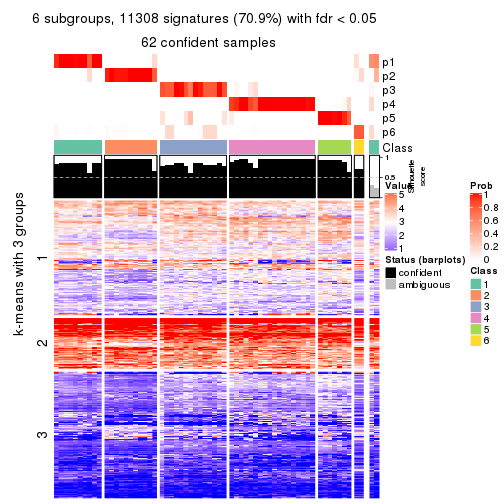 6 subgroups, 11308 signatures (70.9%) with fdr < 0.05
62 confident samples
p1
p2
p3
p4
p5
p6
Class
1
0.5
0
Silhouette
score
k-means with 3 groups
1
2
3
Value
5
4
3
2
1
Status (barplots)
confident
ambiguous
Prob
1
0.8
0.6
0.4
0.2
0
Class
1
2
3
4
5
6